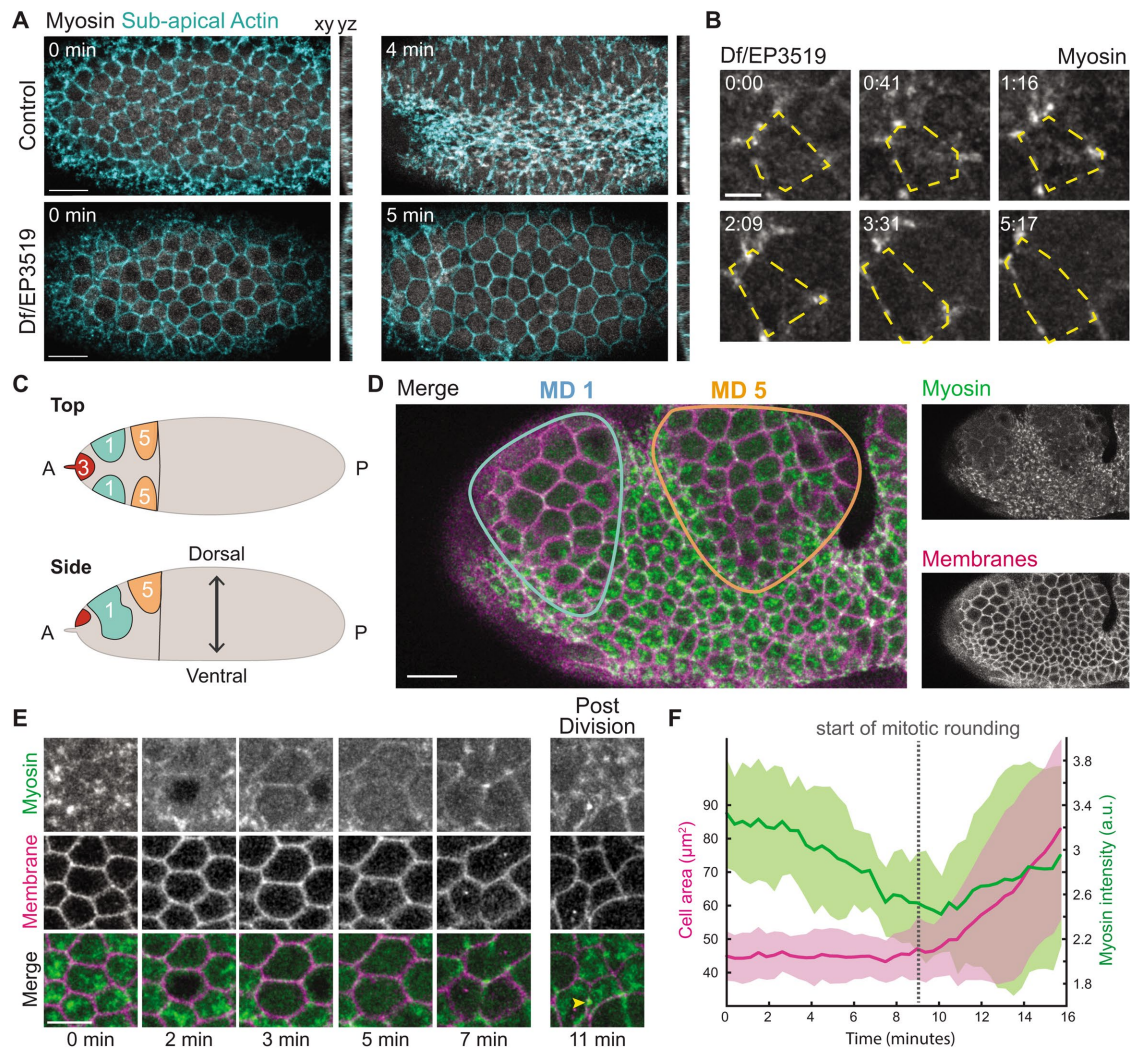 A
Myosin Sub-apical Actin
xy yz
Control
0 min
4 min
Df/EP3519
0 min
5 min
B
Df/EP3519
Myosin
0:00
0:41
1:16
2:09
3:31
5:17
C
Top
A
3
1
1
5
5
P
Side
Dorsal
A
1
5
P
Ventral
D
Merge
MD 1
MD 5
Myosin
Membranes
E
Post
Division
Myosin
Membrane
Merge
0 min
2 min
3 min
5 min
7 min
11 min
F
start of mitotic rounding
Cell area (μm²)
90
80
70
60
50
40
Myosin intensity (a.u.)
3.8
3.4
3
2.6
2.2
1.8
0 2 4 6 8 10 12 14 16
Time (minutes)